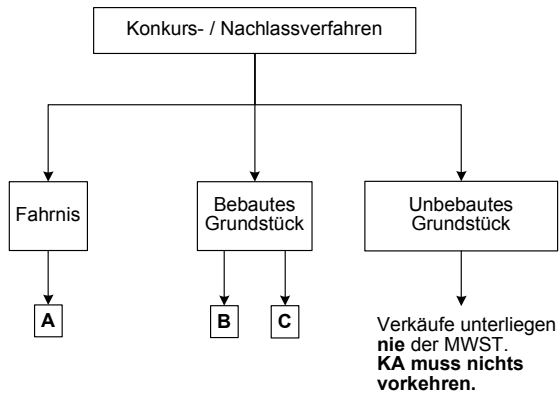 Konkurs- / Nachlassverfahren
Fahrnis
Bebautes
Grundstück
Unbebautes
Grundstück
A
B
C
Verkäufe unterliegen
nie der MWST.
KA muss nichts
vorkehren.